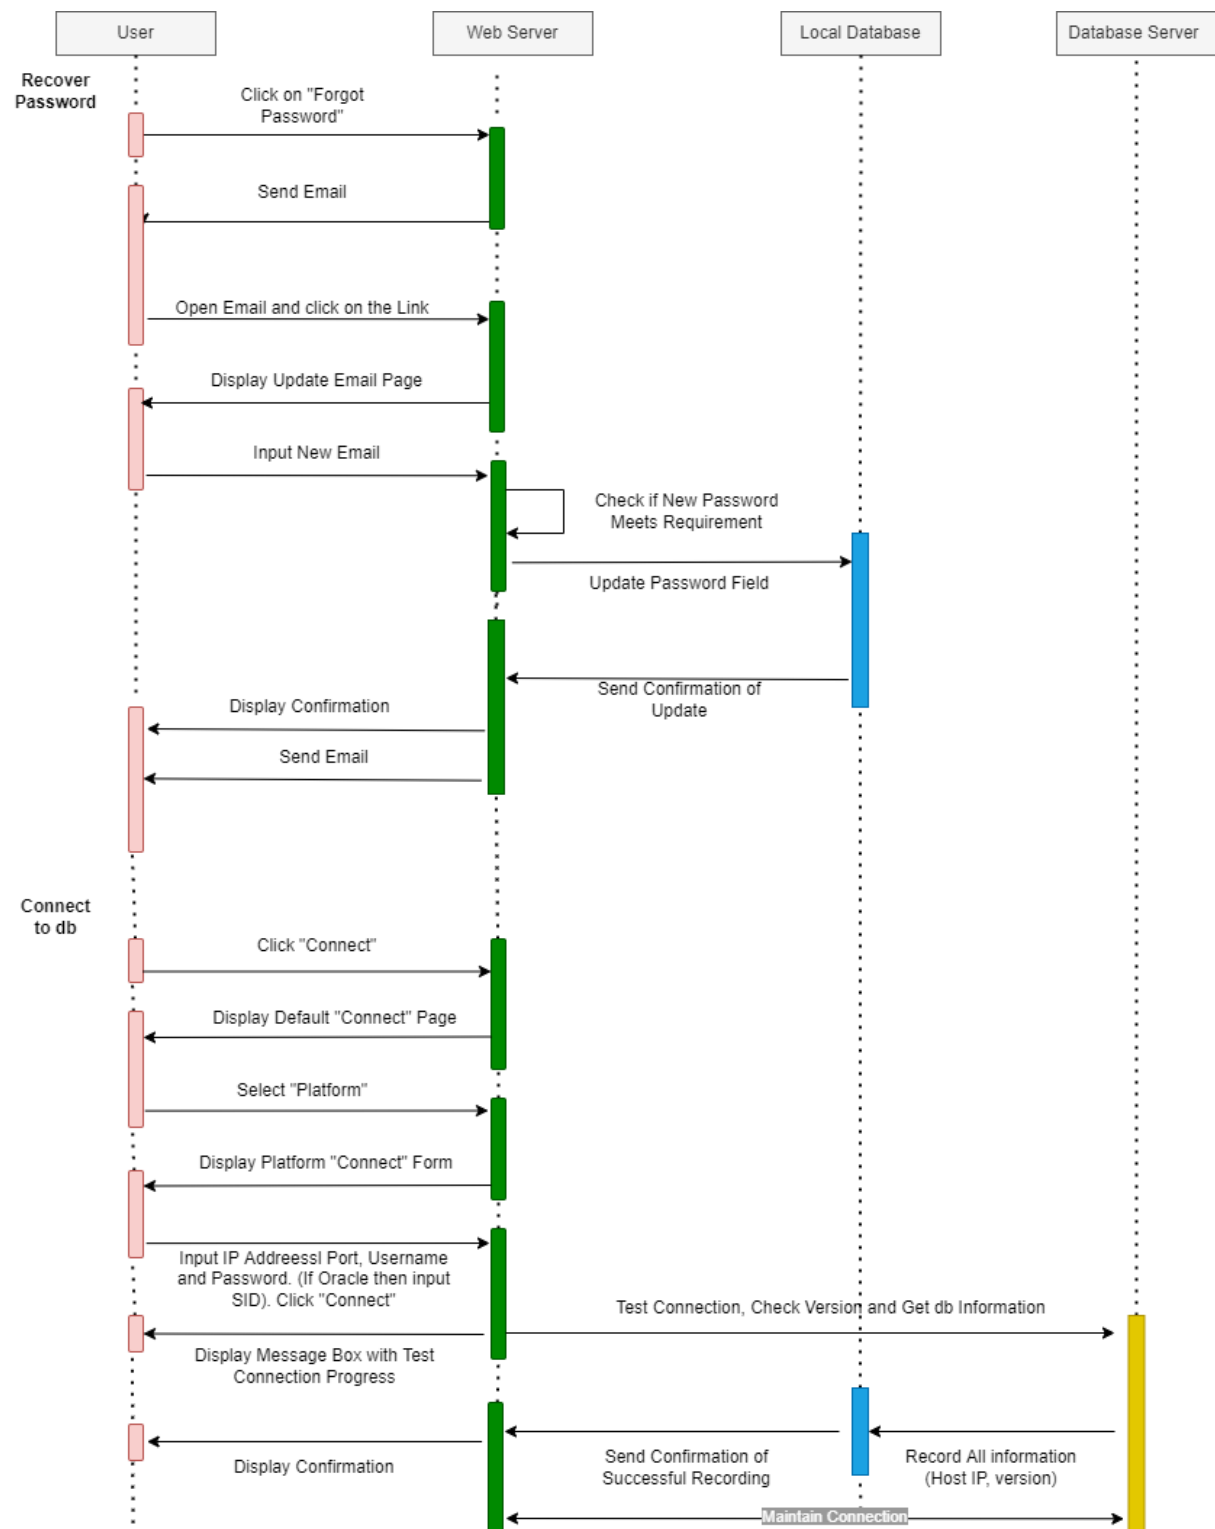 User
Web Server
Local Database
Database Server
Recover
Password
Click on "Forgot
Password"
Send Email
Open Email and click on the Link
Display Update Email Page
Input New Email
Check if New Password
Meets Requirement
Update Password Field
Send Confirmation of
Update
Display Confirmation
Send Email
Connect
to db
Click "Connect"
Display Default "Connect" Page
Select "Platform"
Display Platform "Connect" Form
Input IP Addreessl Port, Username
and Password. (If Oracle then input
SID). Click "Connect"
Test Connection, Check Version and Get db Information
Display Message Box with Test
Connection Progress
Record All information
(Host IP, version)
Send Confirmation of
Successful Recording
Display Confirmation
Maintain Connection